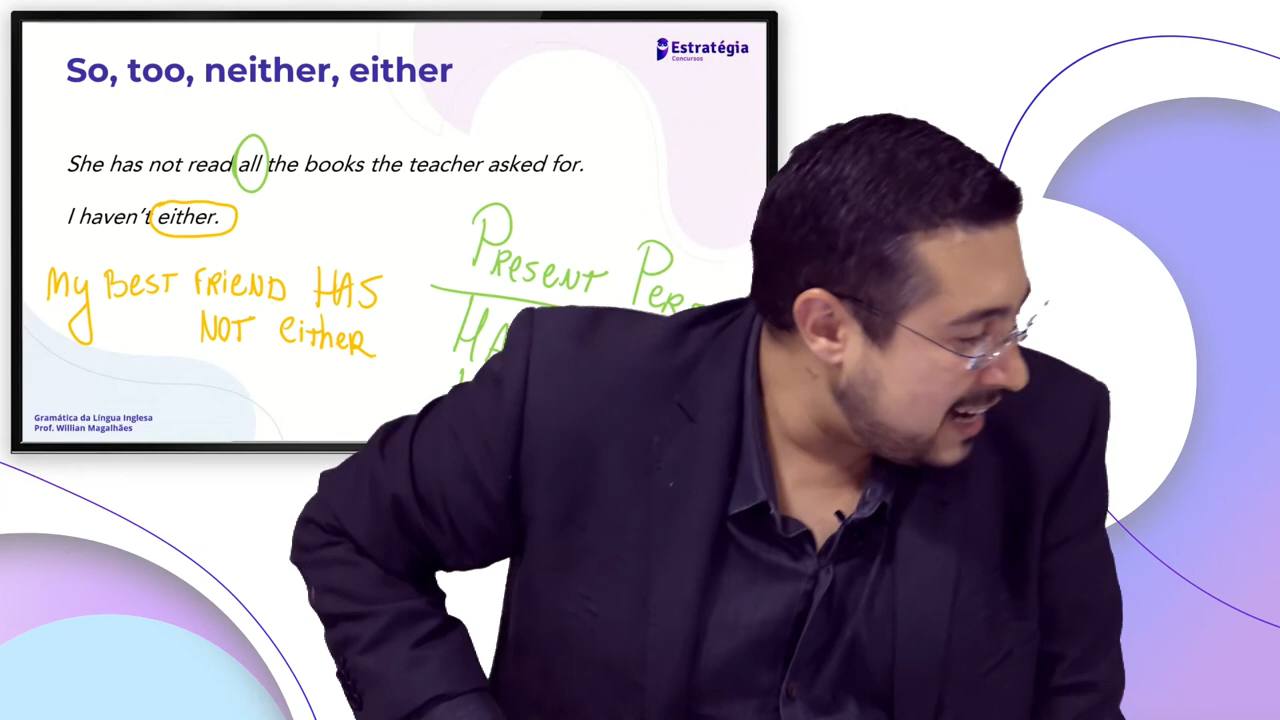 So, too, neither, either
Estratégia
Concursos
She has not read all the books the teacher asked for.
I haven't either.
My BEST FRIEND HAS
NOT either
PRESENT
Gramática da Língua Inglesa
Prof. Willian Magalhães